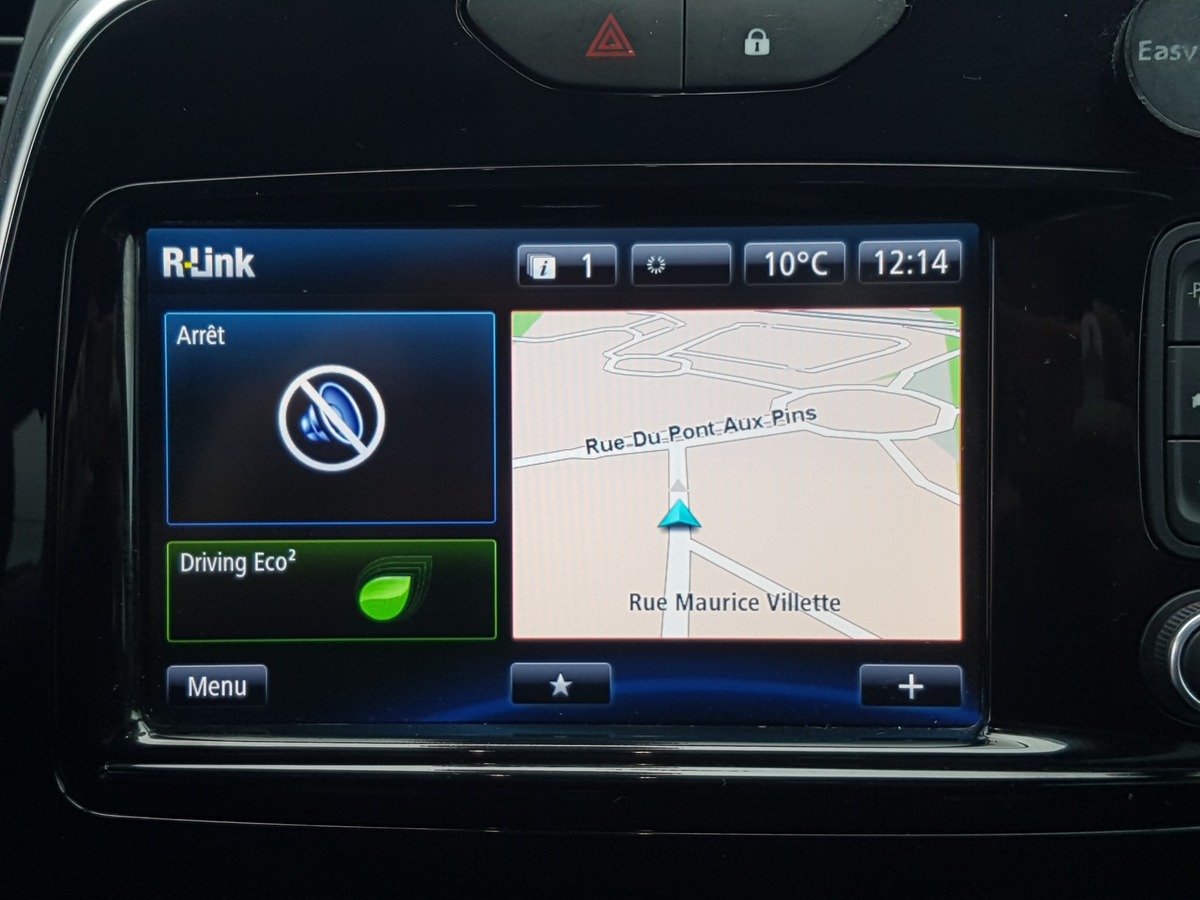 Easy
R-Link
i 1
10°C
12:14
Arrêt
Rue Du Pont Aux Pins
Driving Eco²
Rue Maurice Villette
Menu